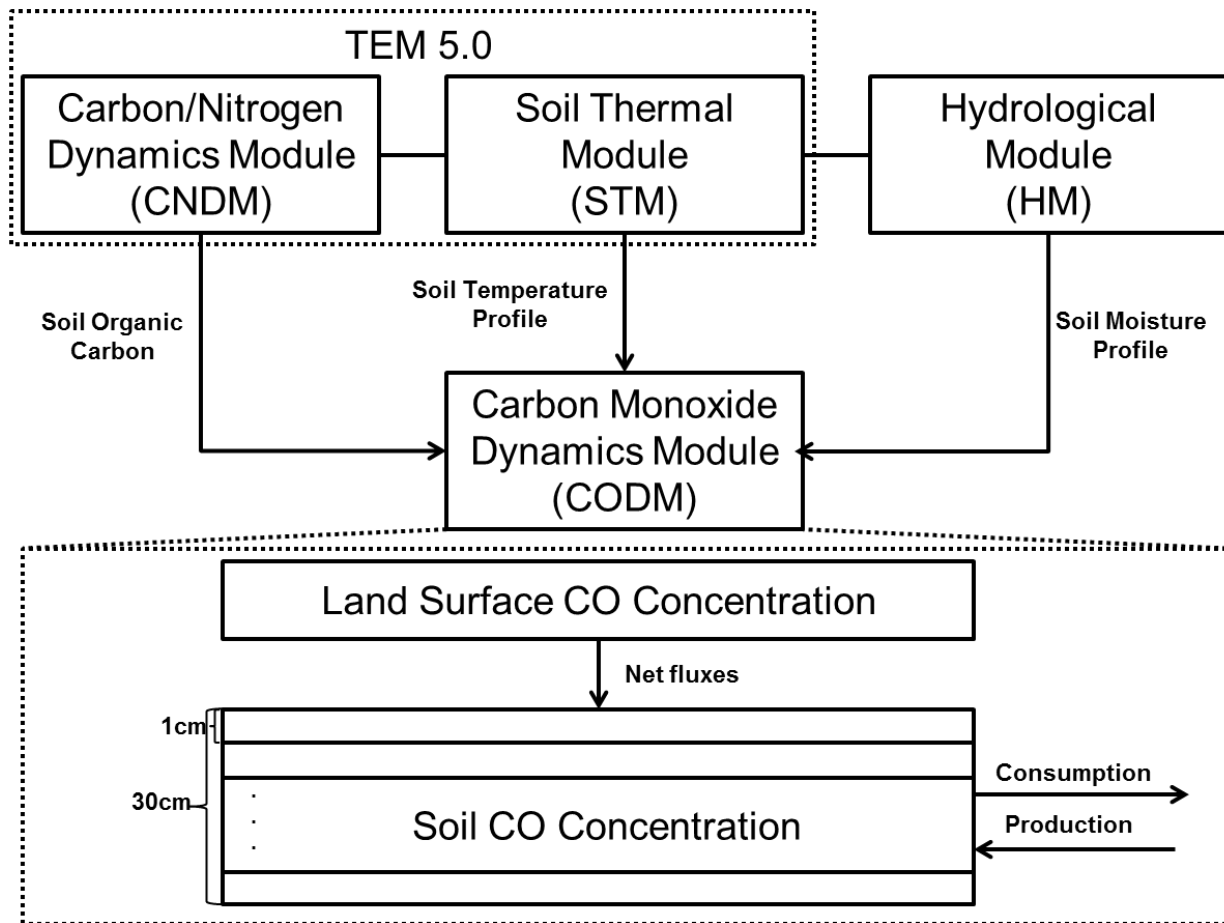 TEM 5.0
Carbon/Nitrogen
Dynamics Module
(CNDM)
Soil Thermal
Module
(STM)
Hydrological
Module
(HM)
Soil Organic
Carbon
Soil Temperature
Profile
Soil Moisture
Profile
Carbon Monoxide
Dynamics Module
(CODM)
Land Surface CO Concentration
Net fluxes
1cm
30cm
Soil CO Concentration
Consumption
Production